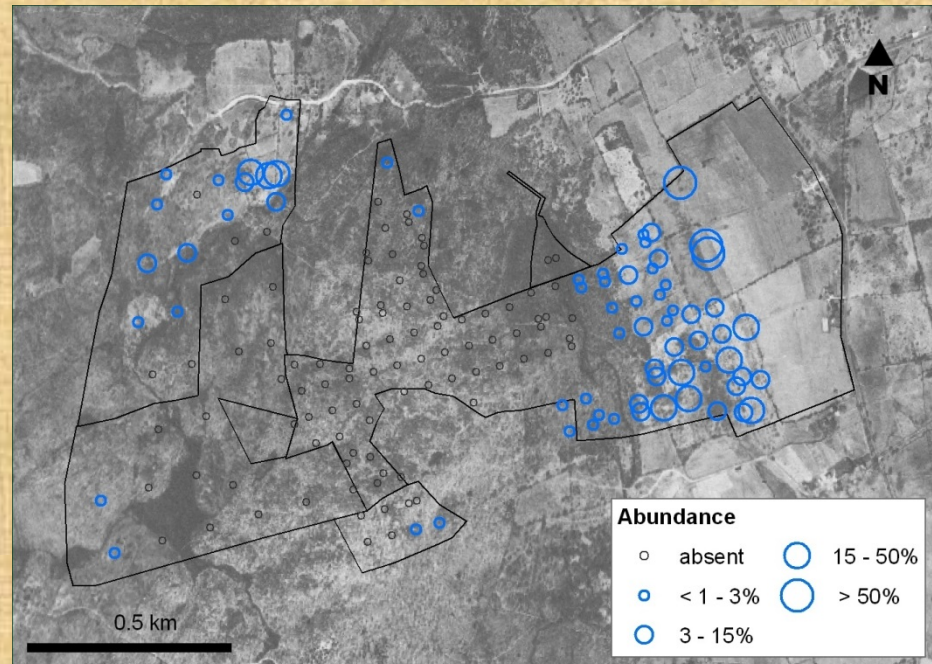 N
Abundance
absent
< 1 - 3%
3 - 15%
15 - 50%
> 50%
0.5 km